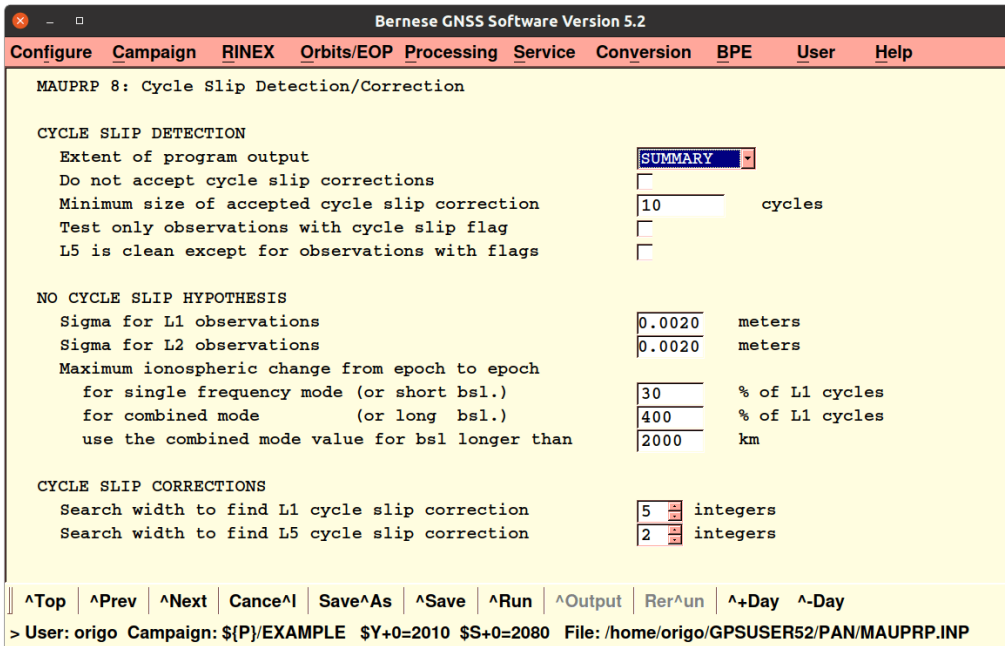 Bernese GNSS Software Version 5.2
Configure Campaign RINEX Orbits/EOP Processing Service Conversion BPE User Help
MAUPRP 8: Cycle Slip Detection/Correction
CYCLE SLIP DETECTION
Extent of program output SUMMARY
Do not accept cycle slip corrections
Minimum size of accepted cycle slip correction 10 cycles
Test only observations with cycle slip flag
L5 is clean except for observations with flags
NO CYCLE SLIP HYPOTHESIS
Sigma for L1 observations 0.0020 meters
Sigma for L2 observations 0.0020 meters
Maximum ionospheric change from epoch to epoch
for single frequency mode (or short bsl.) 30 % of L1 cycles
for combined mode (or long bsl.) 400 % of L1 cycles
use the combined mode value for bsl longer than 2000 km
CYCLE SLIP CORRECTIONS
Search width to find L1 cycle slip correction 5 integers
Search width to find L5 cycle slip correction 2 integers
^Top ^Prev ^Next Cance^l Save^As ^Save ^Run ^Output Rer^un ^+Day ^-Day
> User: origo Campaign: ${P}/EXAMPLE $Y+0=2010 $S+0=2080 File: /home/origo/GPSUSER52/PAN/MAUPRP.INP